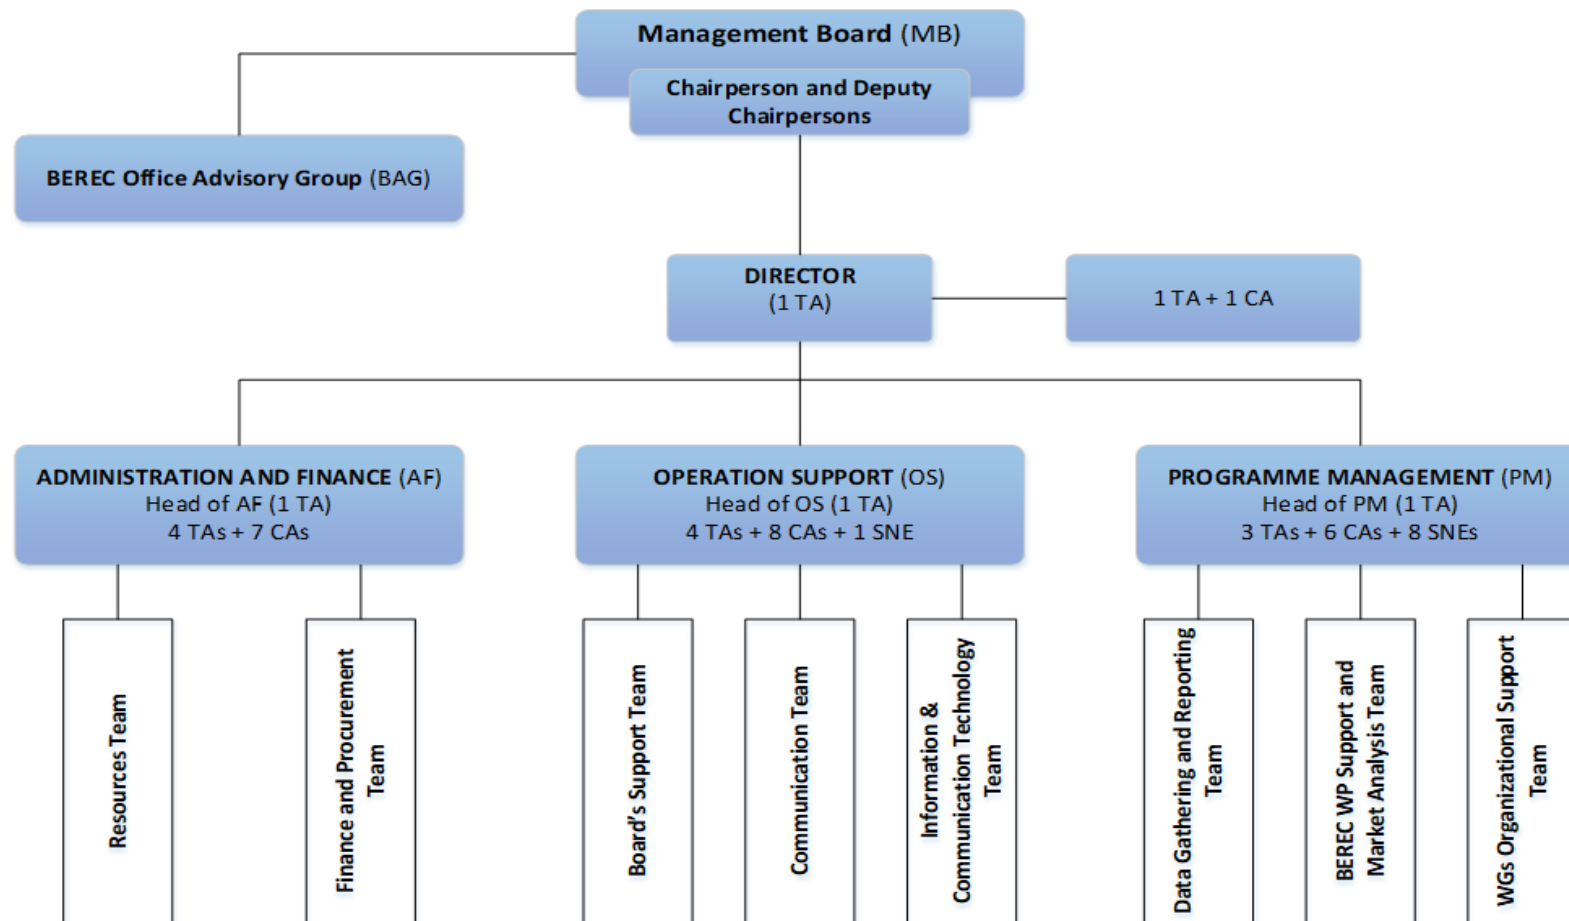 Management Board (MB)
Chairperson and Deputy
Chairpersons
BEREC Office Advisory Group (BAG)
DIRECTOR
(1 TA)
1 TA + 1 CA
ADMINISTRATION AND FINANCE (AF)
Head of AF (1 TA)
4 TAs + 7 CAs
OPERATION SUPPORT (OS)
Head of OS (1 TA)
4 TAs + 8 CAs + 1 SNE
PROGRAMME MANAGEMENT (PM)
Head of PM (1 TA)
3 TAs + 6 CAs + 8 SNEs
Resources Team
Finance and Procurement
Team
Board's Support Team
Communication Team
Information &
Communication Technology
Team
Data Gathering and Reporting
Team
BEREC WP Support and
Market Analysis Team
WGs Organizational Support
Team